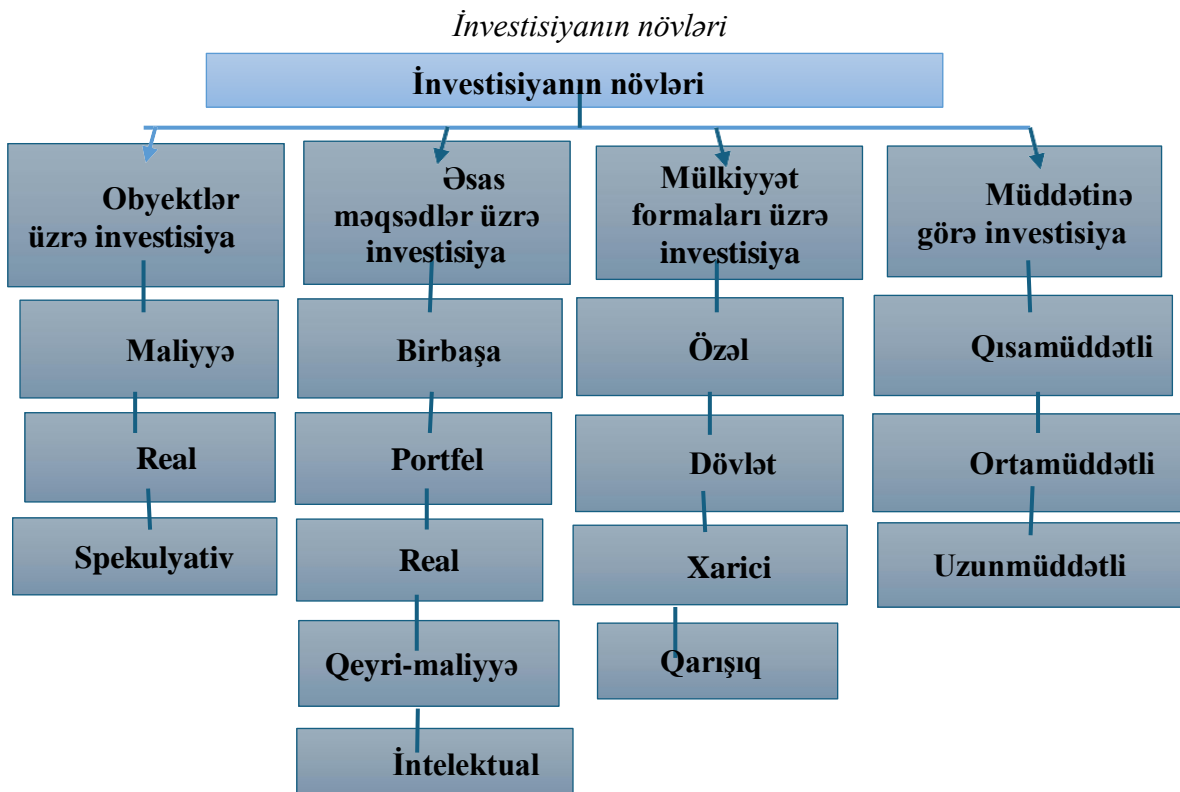 İnvestisiyanın növləri
İnvestisiyanın növləri
Obyektlər
üzrə investisiya
Maliyyə
Real
Spekulyativ
Əsas
məqsədlər üzrə
investisiya
Birbaşa
Portfel
Real
Qeyri-maliyyə
İntelektual
Mülkiyyət
formaları üzrə
investisiya
Özəl
Dövlət
Xarici
Qarışıq
Müddətinə
görə investisiya
Qısamüddətli
Ortamüddətli
Uzunmüddətli